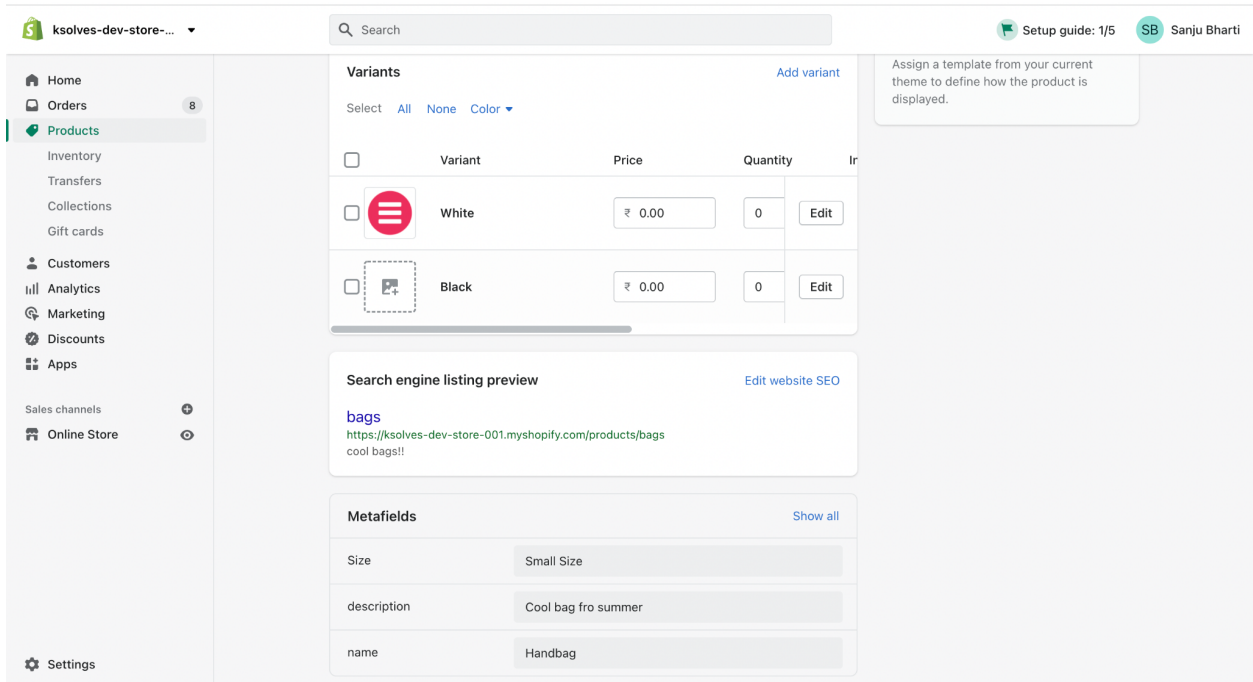 ksolves-dev-store-...
Search
Setup guide: 1/5
SB
Sanju Bharti
Home
Orders
8
Products
Inventory
Transfers
Collections
Gift cards
Customers
Analytics
Marketing
Discounts
Apps
Sales channels
Online Store
Settings
Variants
Add variant
Select All None Color
Variant Price Quantity In
White ₹ 0.00 0 Edit
Black ₹ 0.00 0 Edit
Search engine listing preview
Edit website SEO
bags
https://ksolves-dev-store-001.myshopify.com/products/bags
cool bags!!
Metafields
Show all
Size Small Size
description Cool bag fro summer
name Handbag
Assign a template from your current
theme to define how the product is
displayed.